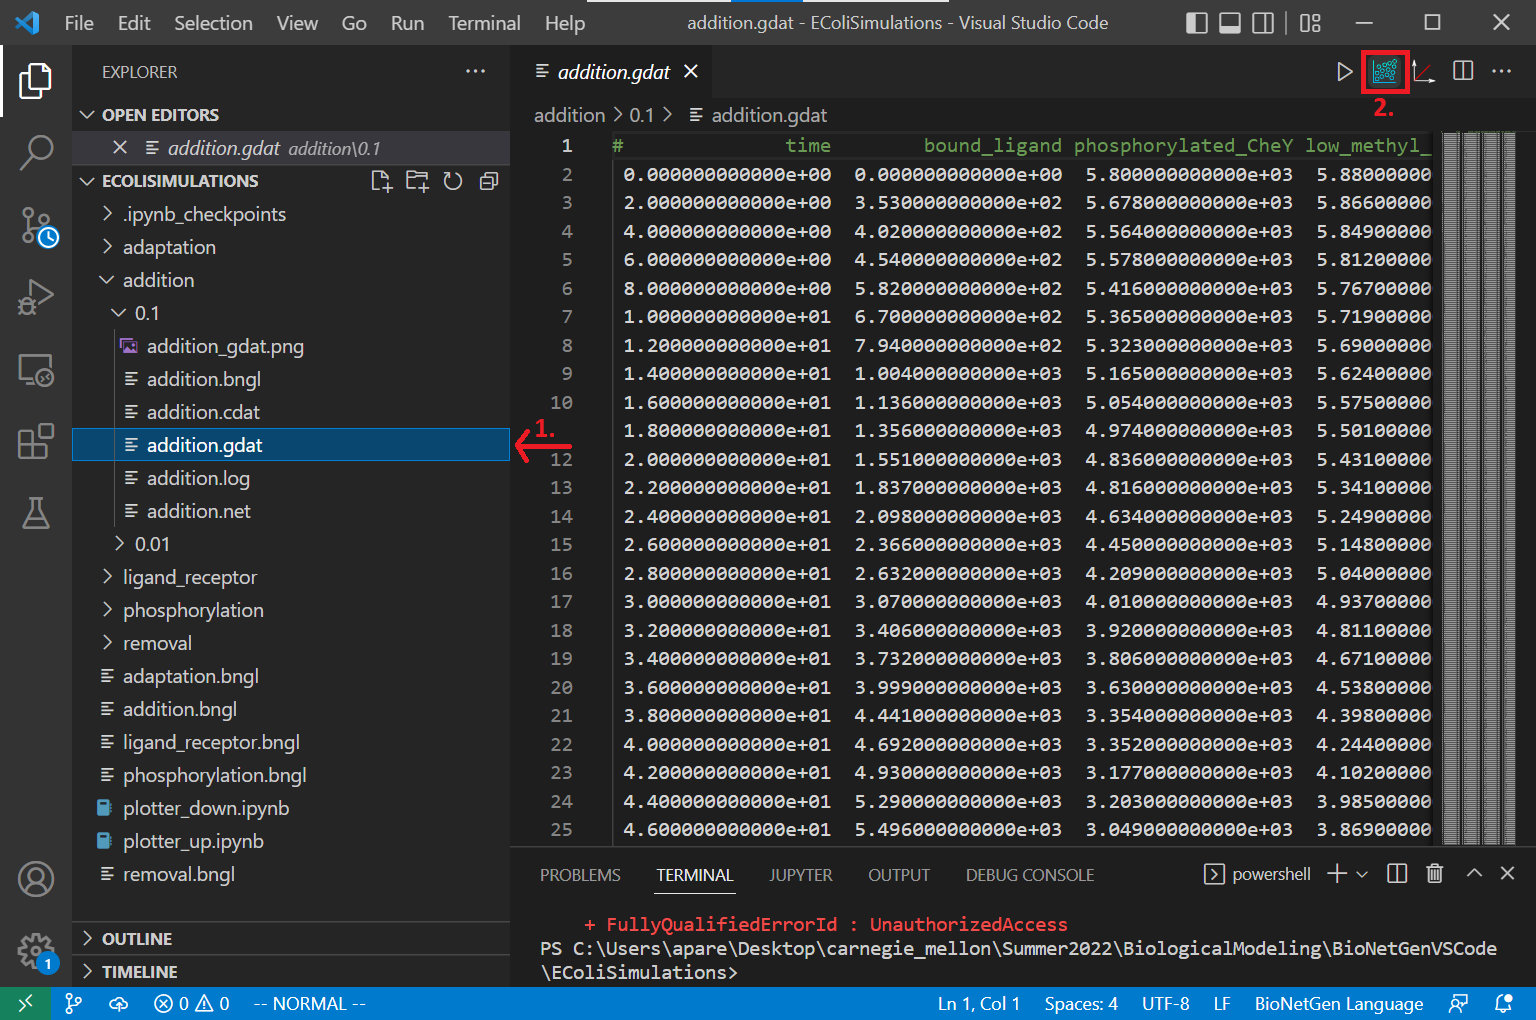 File Edit Selection View Go Run Terminal Help addition.gdat - EColiSimulations - Visual Studio Code
EXPLORER
OPEN EDITORS
addition.gdat addition\0.1
ECOLISIMULATIONS
.ipynb_checkpoints
adaptation
addition
0.1
addition_gdat.png
addition.bngl
addition.cdat
addition.gdat
addition.log
addition.net
0.01
ligand_receptor
phosphorylation
removal
adaptation.bngl
addition.bngl
ligand_receptor.bngl
phosphorylation.bngl
plotter_down.ipynb
plotter_up.ipynb
removal.bngl
OUTLINE
TIMELINE
1
1.
addition.gdat
2.
addition > 0.1 > addition.gdat
1 # time bound_ligand phosphorylated_CheY low_methyl_
2 0.000000000000e+00 0.000000000000e+00 5.800000000000e+03 5.88000000
3 2.000000000000e+00 3.530000000000e+02 5.678000000000e+03 5.86600000
4 4.000000000000e+00 4.020000000000e+02 5.564000000000e+03 5.84900000
5 6.000000000000e+00 4.540000000000e+02 5.578000000000e+03 5.81200000
6 8.000000000000e+00 5.820000000000e+02 5.416000000000e+03 5.76700000
7 1.000000000000e+01 6.700000000000e+02 5.365000000000e+03 5.71900000
8 1.200000000000e+01 7.940000000000e+02 5.323000000000e+03 5.69000000
9 1.400000000000e+01 1.004000000000e+03 5.165000000000e+03 5.62400000
10 1.600000000000e+01 1.136000000000e+03 5.054000000000e+03 5.57500000
1.800000000000e+01 1.356000000000e+03 4.974000000000e+03 5.50100000
12 2.000000000000e+01 1.551000000000e+03 4.836000000000e+03 5.43100000
13 2.200000000000e+01 1.837000000000e+03 4.816000000000e+03 5.34100000
14 2.400000000000e+01 2.098000000000e+03 4.634000000000e+03 5.24900000
15 2.600000000000e+01 2.366000000000e+03 4.450000000000e+03 5.14800000
16 2.800000000000e+01 2.632000000000e+03 4.209000000000e+03 5.04000000
17 3.000000000000e+01 3.070000000000e+03 4.010000000000e+03 4.93700000
18 3.200000000000e+01 3.406000000000e+03 3.920000000000e+03 4.81100000
19 3.400000000000e+01 3.732000000000e+03 3.806000000000e+03 4.67100000
20 3.600000000000e+01 3.999000000000e+03 3.630000000000e+03 4.53800000
21 3.800000000000e+01 4.441000000000e+03 3.354000000000e+03 4.39800000
22 4.000000000000e+01 4.692000000000e+03 3.352000000000e+03 4.24400000
23 4.200000000000e+01 4.930000000000e+03 3.177000000000e+03 4.10200000
24 4.400000000000e+01 5.290000000000e+03 3.203000000000e+03 3.98500000
25 4.600000000000e+01 5.496000000000e+03 3.049000000000e+03 3.86900000
PROBLEMS TERMINAL JUPYTER OUTPUT DEBUG CONSOLE powershell
+ FullyQualifiedErrorId : UnauthorizedAccess
PS C:\Users\apare\Desktop\carnegie_mellon\Summer2022\BiologicalModeling\BioNetGenVSCode
\EColiSimulations>
0 0 -- NORMAL -- Ln 1, Col 1 Spaces: 4 UTF-8 LF BioNetGen Language